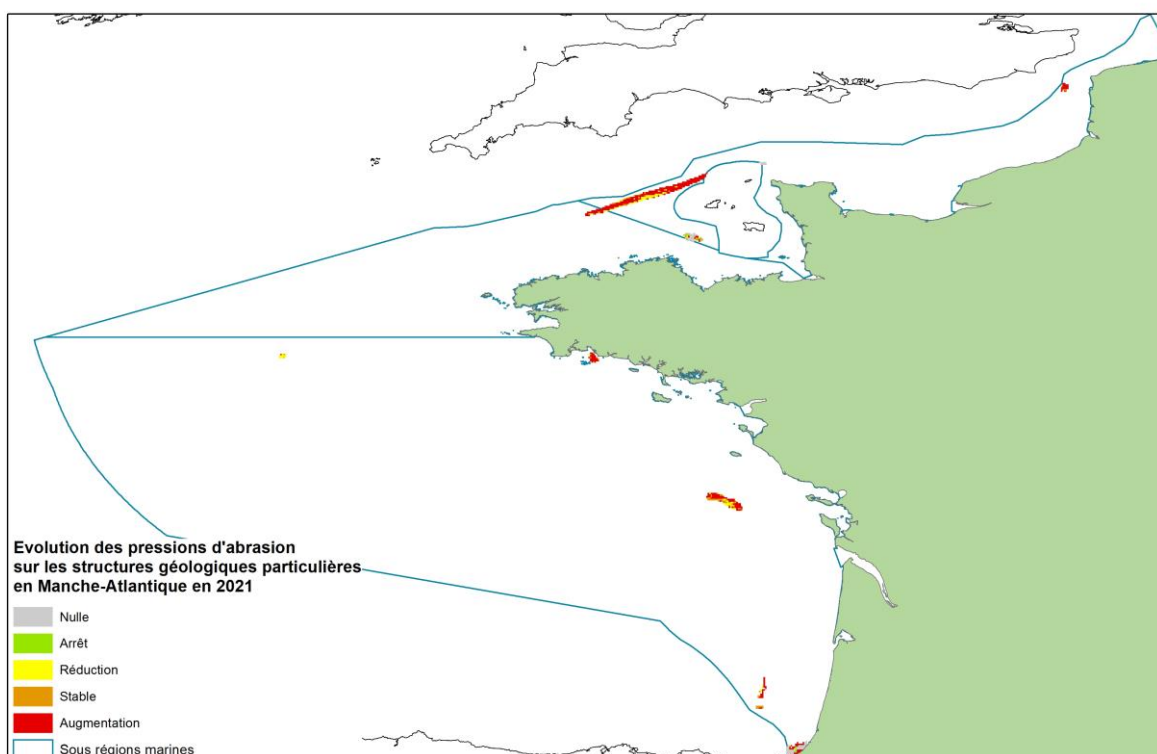 Evolution des pressions d'abrasion
sur les structures géologiques particulières
en Manche-Atlantique en 2021
Nulle
Arrêt
Réduction
Stable
Augmentation
Sous régions marines